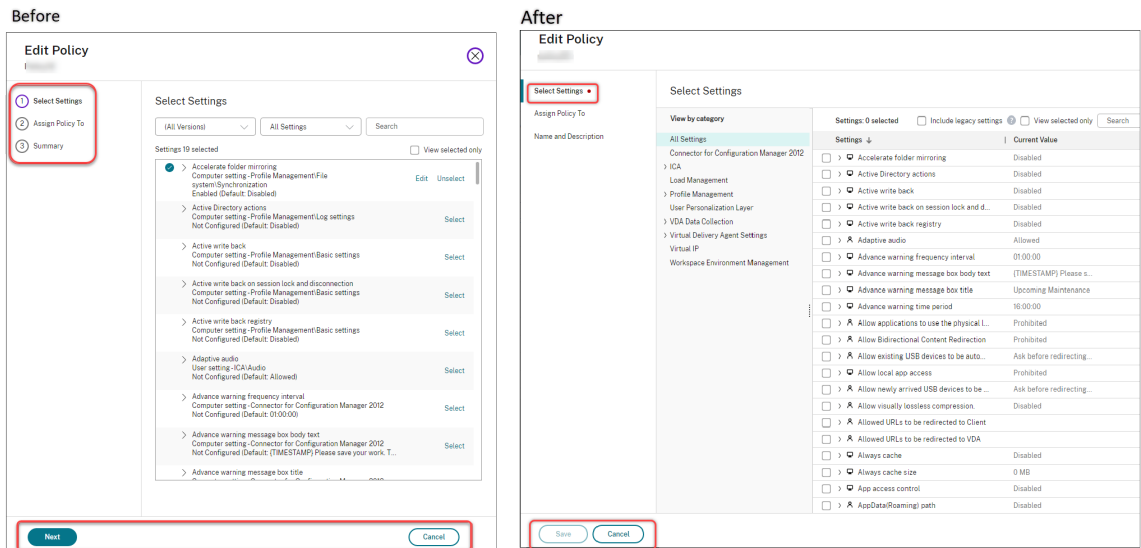 Before
Edit Policy
1 Select Settings
2 Assign Policy To
3 Summary
Select Settings
(All Versions)
All Settings
Search
Settings 19 selected
View selected only
Accelerate folder mirroring
Computer setting - Profile Management\File
system\Synchronization
Enabled (Default: Disabled)
Edit Unselect
Active Directory actions
Computer setting - Profile Management\Log settings
Not Configured (Default: Disabled)
Select
Active write back
Computer setting - Profile Management\Basic settings
Not Configured (Default: Disabled)
Select
Active write back on session lock and disconnection
Computer setting - Profile Management\Basic settings
Not Configured (Default: Disabled)
Select
Active write back registry
Computer setting - Profile Management\Basic settings
Not Configured (Default: Disabled)
Select
Adaptive audio
User setting - ICA\Audio
Not Configured (Default: Allowed)
Select
Advance warning frequency interval
Computer setting - Connector for Configuration Manager 2012
Not Configured (Default: 01:00:00)
Select
Advance warning message box body text
Computer setting - Connector for Configuration Manager 2012
Not Configured (Default: {TIMESTAMP} Please save your work. T...
Select
Advance warning message box title
Next
Cancel
After
Edit Policy
Select Settings
Assign Policy To
Name and Description
Select Settings
View by category
All Settings
Connector for Configuration Manager 2012
ICA
Load Management
Profile Management
User Personalization Layer
VDA Data Collection
Virtual Delivery Agent Settings
Virtual IP
Workspace Environment Management
Settings: 0 selected
Include legacy settings
View selected only
Search
Settings ↓ Current Value
Accelerate folder mirroring Disabled
Active Directory actions Disabled
Active write back Disabled
Active write back on session lock and d... Disabled
Active write back registry Disabled
Adaptive audio Allowed
Advance warning frequency interval 01:00:00
Advance warning message box body text {TIMESTAMP} Please s...
Advance warning message box title Upcoming Maintenance
Advance warning time period 16:00:00
Allow applications to use the physical l... Prohibited
Allow Bidirectional Content Redirection Prohibited
Allow existing USB devices to be auto... Ask before redirecting...
Allow local app access Prohibited
Allow newly arrived USB devices to be ... Ask before redirecting...
Allow visually lossless compression. Disabled
Allowed URLs to be redirected to Client
Allowed URLs to be redirected to VDA
Always cache Disabled
Always cache size 0 MB
App access control Disabled
AppData(Roaming) path Disabled
Save
Cancel